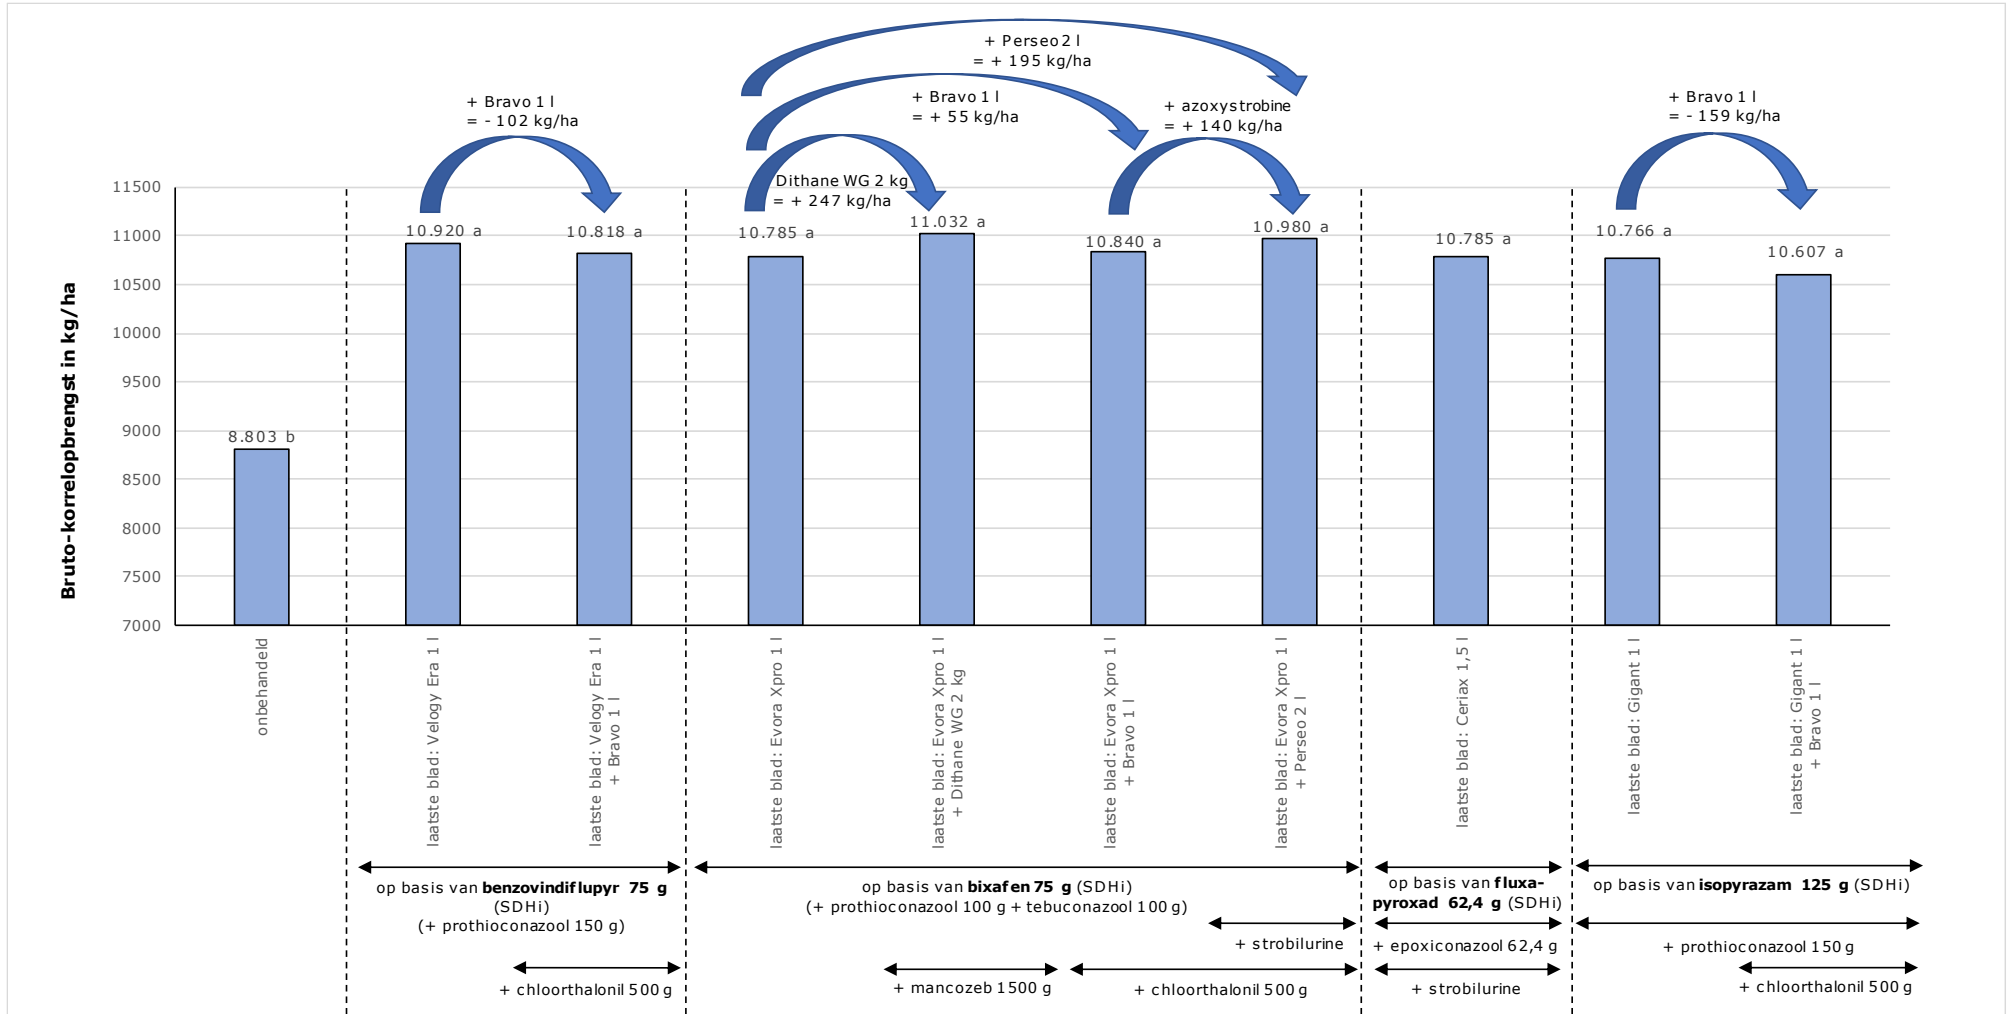 + Perseo 2 l
= + 195 kg/ha
+ Bravo 1 l
= - 102 kg/ha
+ Bravo 1 l
= + 55 kg/ha
+ azoxystrobine
= + 140 kg/ha
+ Bravo 1 l
= - 159 kg/ha
Dithane WG 2 kg
= + 247 kg/ha
Bruto-korrelopbrengst in kg/ha
11500
11000
10500
10000
9500
9000
8500
8000
7500
7000
8.803 b
10.920 a
10.818 a
10.785 a
11.032 a
10.840 a
10.980 a
10.785 a
10.766 a
10.607 a
onbehandeld
laatste blad: Velogy Era 1 l
laatste blad: Velogy Era 1 l
+ Bravo 1 l
laatste blad: Evora Xpro 1 l
laatste blad: Evora Xpro 1 l
+ Dithane WG 2 kg
laatste blad: Evora Xpro 1 l
+ Bravo 1 l
laatste blad: Evora Xpro 1 l
+ Perseo 2 l
laatste blad: Ceriax 1,5 l
laatste blad: Gigant 1 l
laatste blad: Gigant 1 l
+ Bravo 1 l
op basis van benzovindiflupyr 75 g
(SDHi)
(+ prothioconazool 150 g)
+ chloorthalonil 500 g
op basis van bixafen 75 g (SDHi)
(+ prothioconazool 100 g + tebuconazool 100 g)
+ strobilurine
+ mancozeb 1500 g
+ chloorthalonil 500 g
op basis van fluxa-
pyroxad 62,4 g (SDHi)
+ epoxiconazool 62,4 g
+ strobilurine
op basis van isopyrazam 125 g (SDHi)
+ prothioconazool 150 g
+ chloorthalonil 500 g